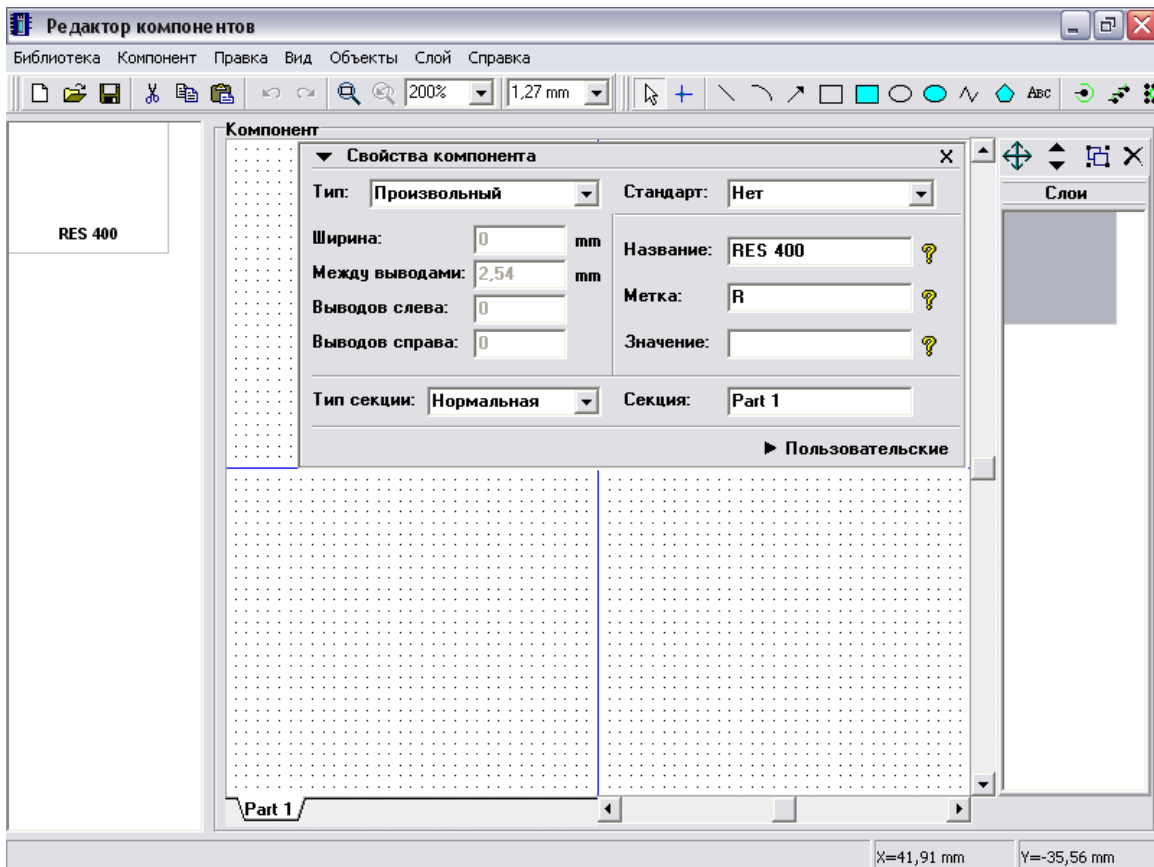 Редактор компонентов
Библиотека Компонент Правка Вид Объекты Слой Справка
200% 1,27 mm ABC
Компонент
Свойства компонента X
Тип: Произвольный Стандарт: Нет
Слои
RES 400
Ширина: 0 mm
Между выводами: 2,54 mm
Выводов слева: 0
Выводов справа: 0
Название: RES 400 ?
Метка: R ?
Значение: ?
Тип секции: Нормальная Секция: Part 1
Пользовательские
Part 1
X=41,91 mm Y=-35,56 mm